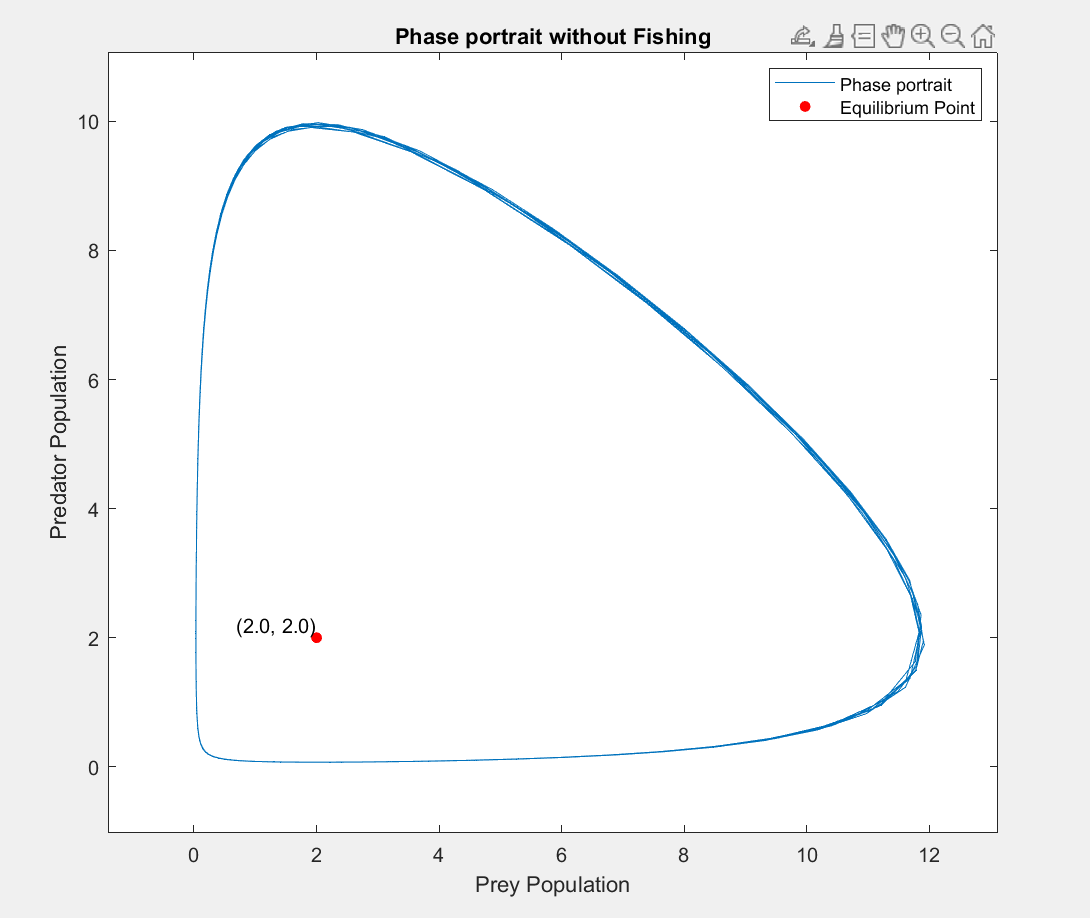 Phase portrait without Fishing
Phase portrait
Equilibrium Point
10
8
6
4
2
0
Predator Population
(2.0, 2.0)
0 2 4 6 8 10 12
Prey Population